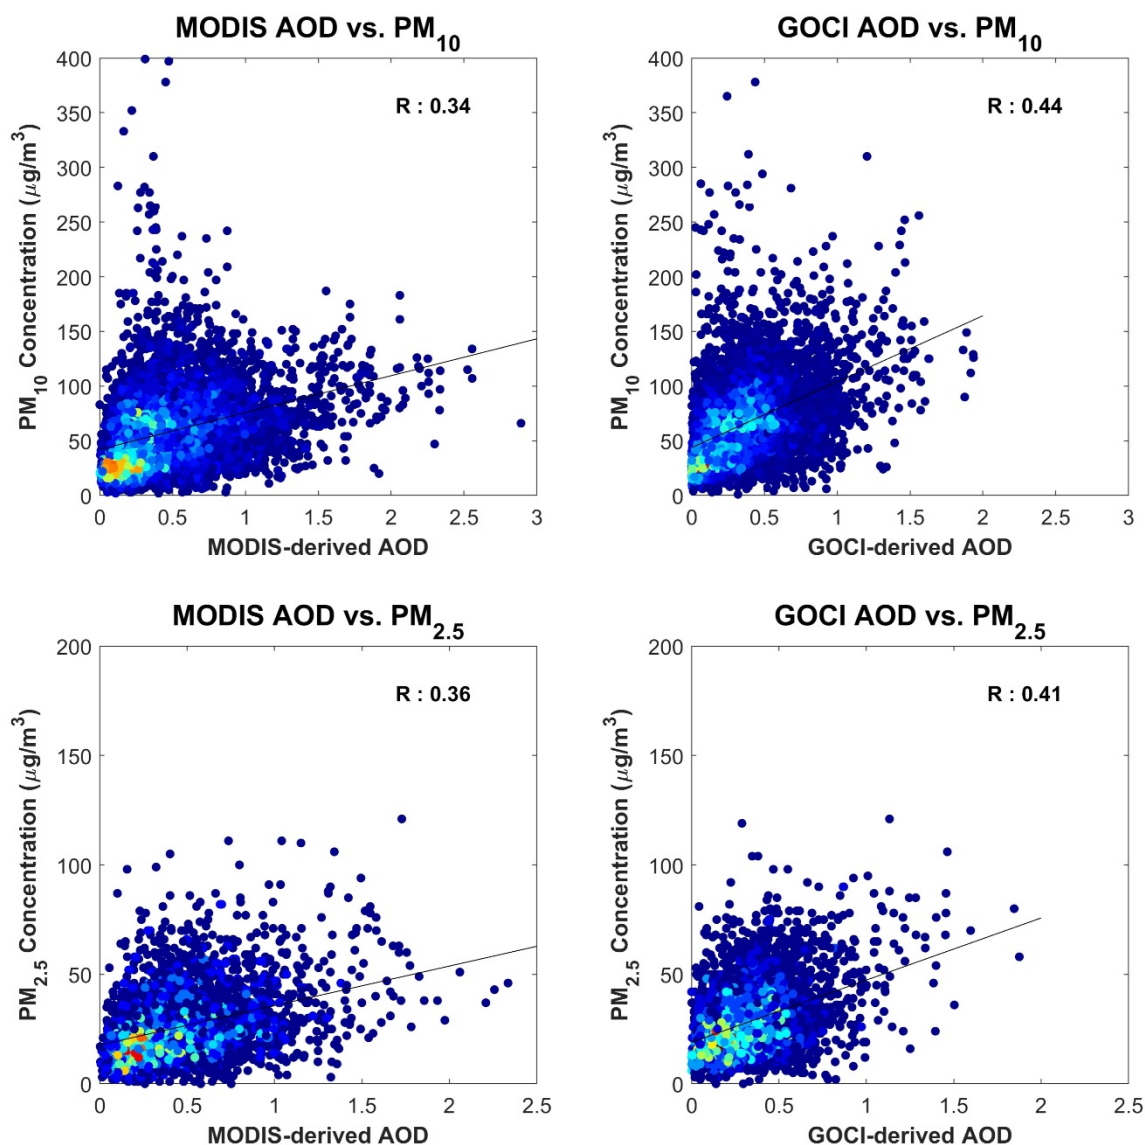 MODIS AOD vs. PM10
PM10 Concentration (μg/m3)
400
350
300
250
200
150
100
50
0
R : 0.34
0 0.5 1 1.5 2 2.5 3
MODIS-derived AOD
GOCI AOD vs. PM10
PM10 Concentration (μg/m3)
400
350
300
250
200
150
100
50
0
R : 0.44
0 0.5 1 1.5 2 2.5 3
GOCI-derived AOD
MODIS AOD vs. PM2.5
PM2.5 Concentration (μg/m3)
200
150
100
50
0
R : 0.36
0 0.5 1 1.5 2 2.5
MODIS-derived AOD
GOCI AOD vs. PM2.5
PM2.5 Concentration (μg/m3)
200
150
100
50
0
R : 0.41
0 0.5 1 1.5 2 2.5
GOCI-derived AOD